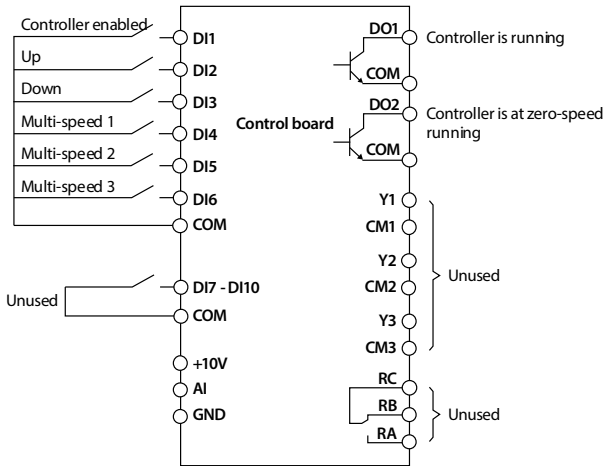 Controller enabled
DI1
Up
DI2
Down
DI3
Multi-speed 1
DI4
Multi-speed 2
DI5
Multi-speed 3
DI6
COM
Unused
DI7 - DI10
COM
+10V
AI
GND
Control board
DO1
Controller is running
COM
DO2
Controller is at zero-speed
running
COM
Y1
CM1
Y2
CM2
Y3
CM3
Unused
RC
RB
RA
Unused